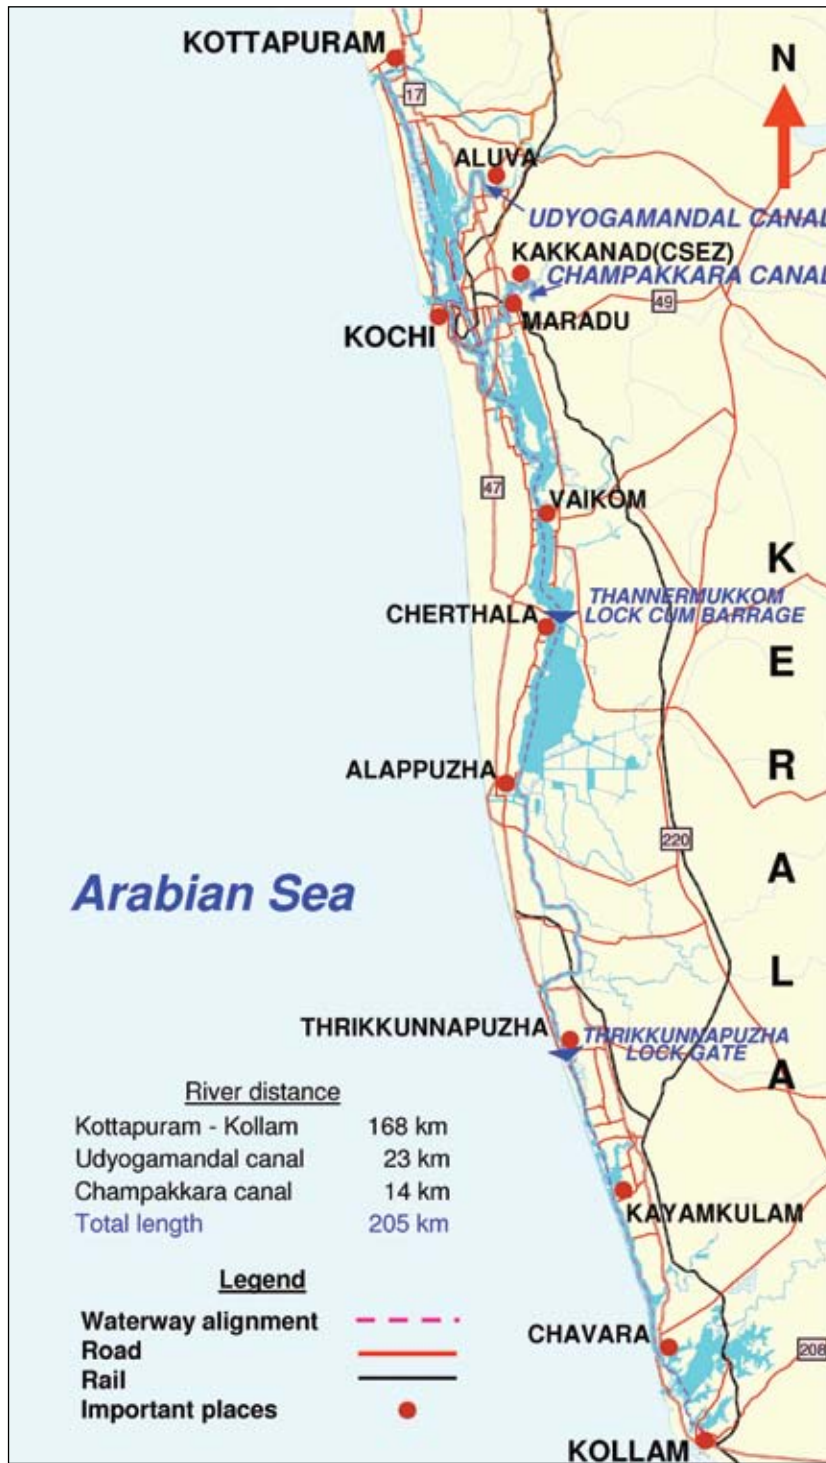 KOTTAPURAM
N
17
ALUVA
UDYOGAMANDAL CANAL
KAKKANAD(CSEZ)
CHAMPAKKARA CANAL
49
MARADU
KOCHI
47
VAIKOM
THANNERMUKKOM
LOCK CUM BARRAGE
CHERTHALA
ALAPPUZHA
220
Arabian Sea
K
E
R
A
L
A
THRIKKUNNAPUZHA
THRIKKUNNAPUZHA
LOCK GATE
River distance
Kottapuram - Kollam 168 km
Udyogamandal canal 23 km
Champakkara canal 14 km
Total length 205 km
KAYAMKULAM
Legend
Waterway alignment
Road
Rail
Important places
CHAVARA
208
KOLLAM